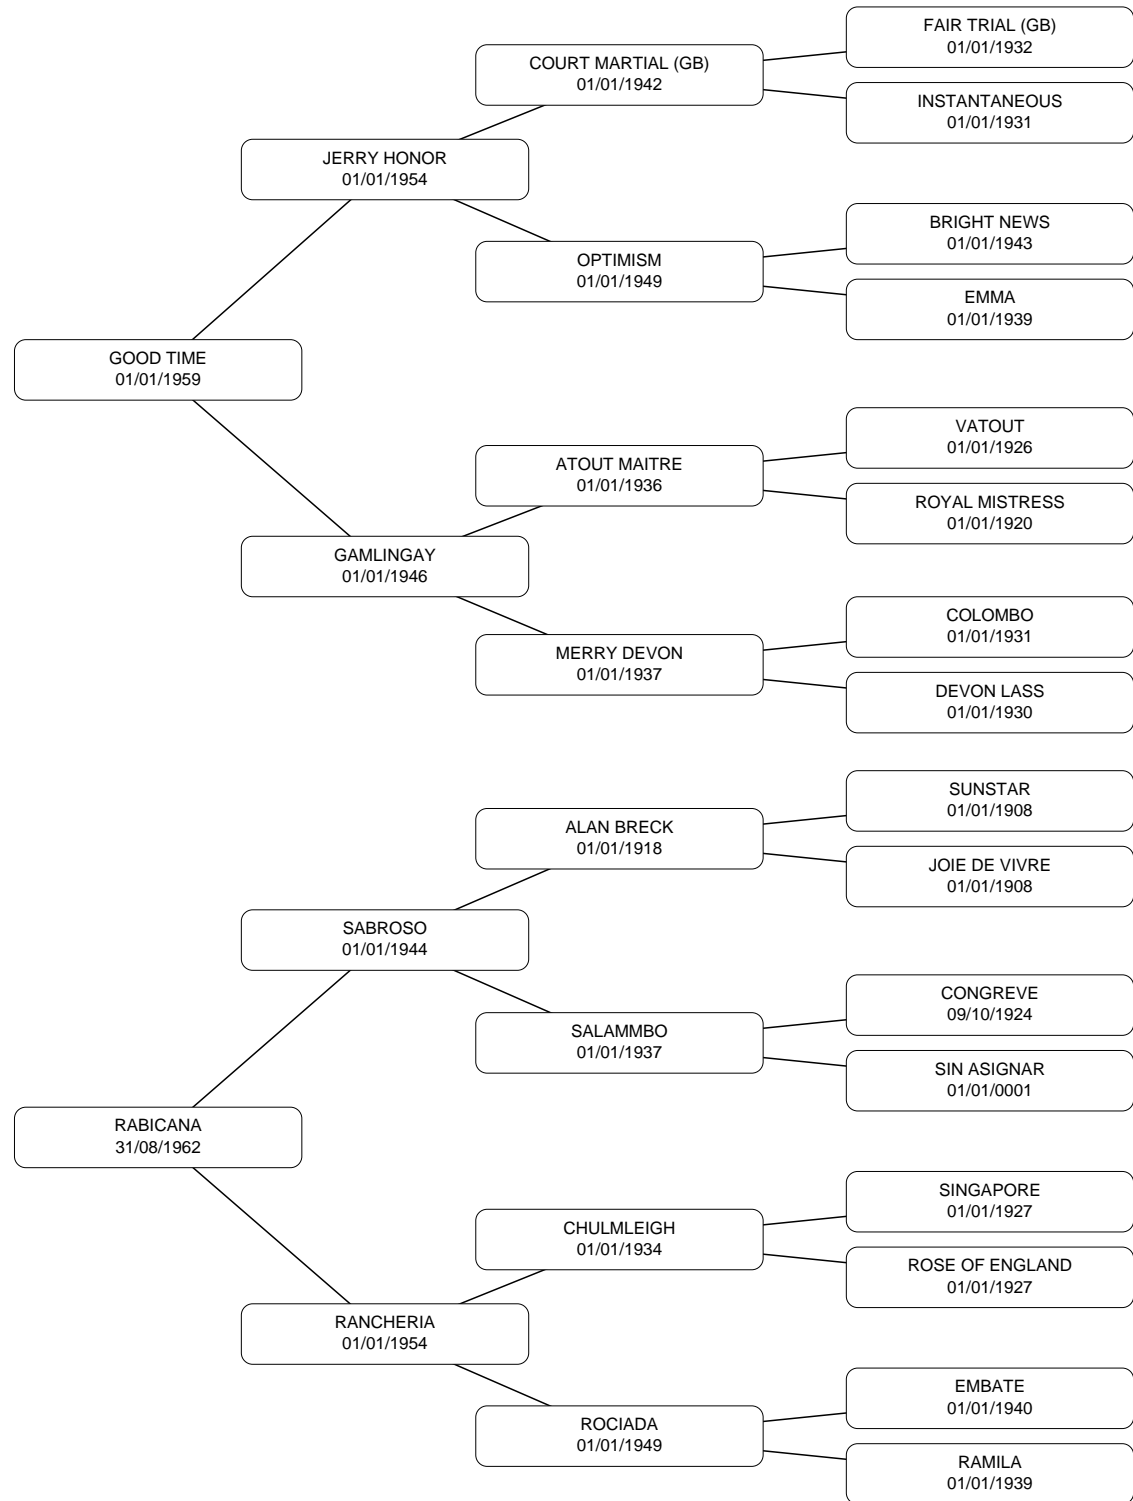 FAIR TRIAL (GB)
01/01/1932
COURT MARTIAL (GB)
01/01/1942
INSTANTANEOUS
01/01/1931
JERRY HONOR
01/01/1954
BRIGHT NEWS
01/01/1943
OPTIMISM
01/01/1949
EMMA
01/01/1939
GOOD TIME
01/01/1959
VATOUT
01/01/1926
ATOUT MAITRE
01/01/1936
ROYAL MISTRESS
01/01/1920
GAMLINGAY
01/01/1946
COLOMBO
01/01/1931
MERRY DEVON
01/01/1937
DEVON LASS
01/01/1930
SUNSTAR
01/01/1908
ALAN BRECK
01/01/1918
JOIE DE VIVRE
01/01/1908
SABROSO
01/01/1944
CONGREVE
09/10/1924
SALAMMBO
01/01/1937
SIN ASIGNAR
01/01/0001
RABICANA
31/08/1962
SINGAPORE
01/01/1927
CHULMLEIGH
01/01/1934
ROSE OF ENGLAND
01/01/1927
RANCHERIA
01/01/1954
EMBATE
01/01/1940
ROCIADA
01/01/1949
RAMILA
01/01/1939